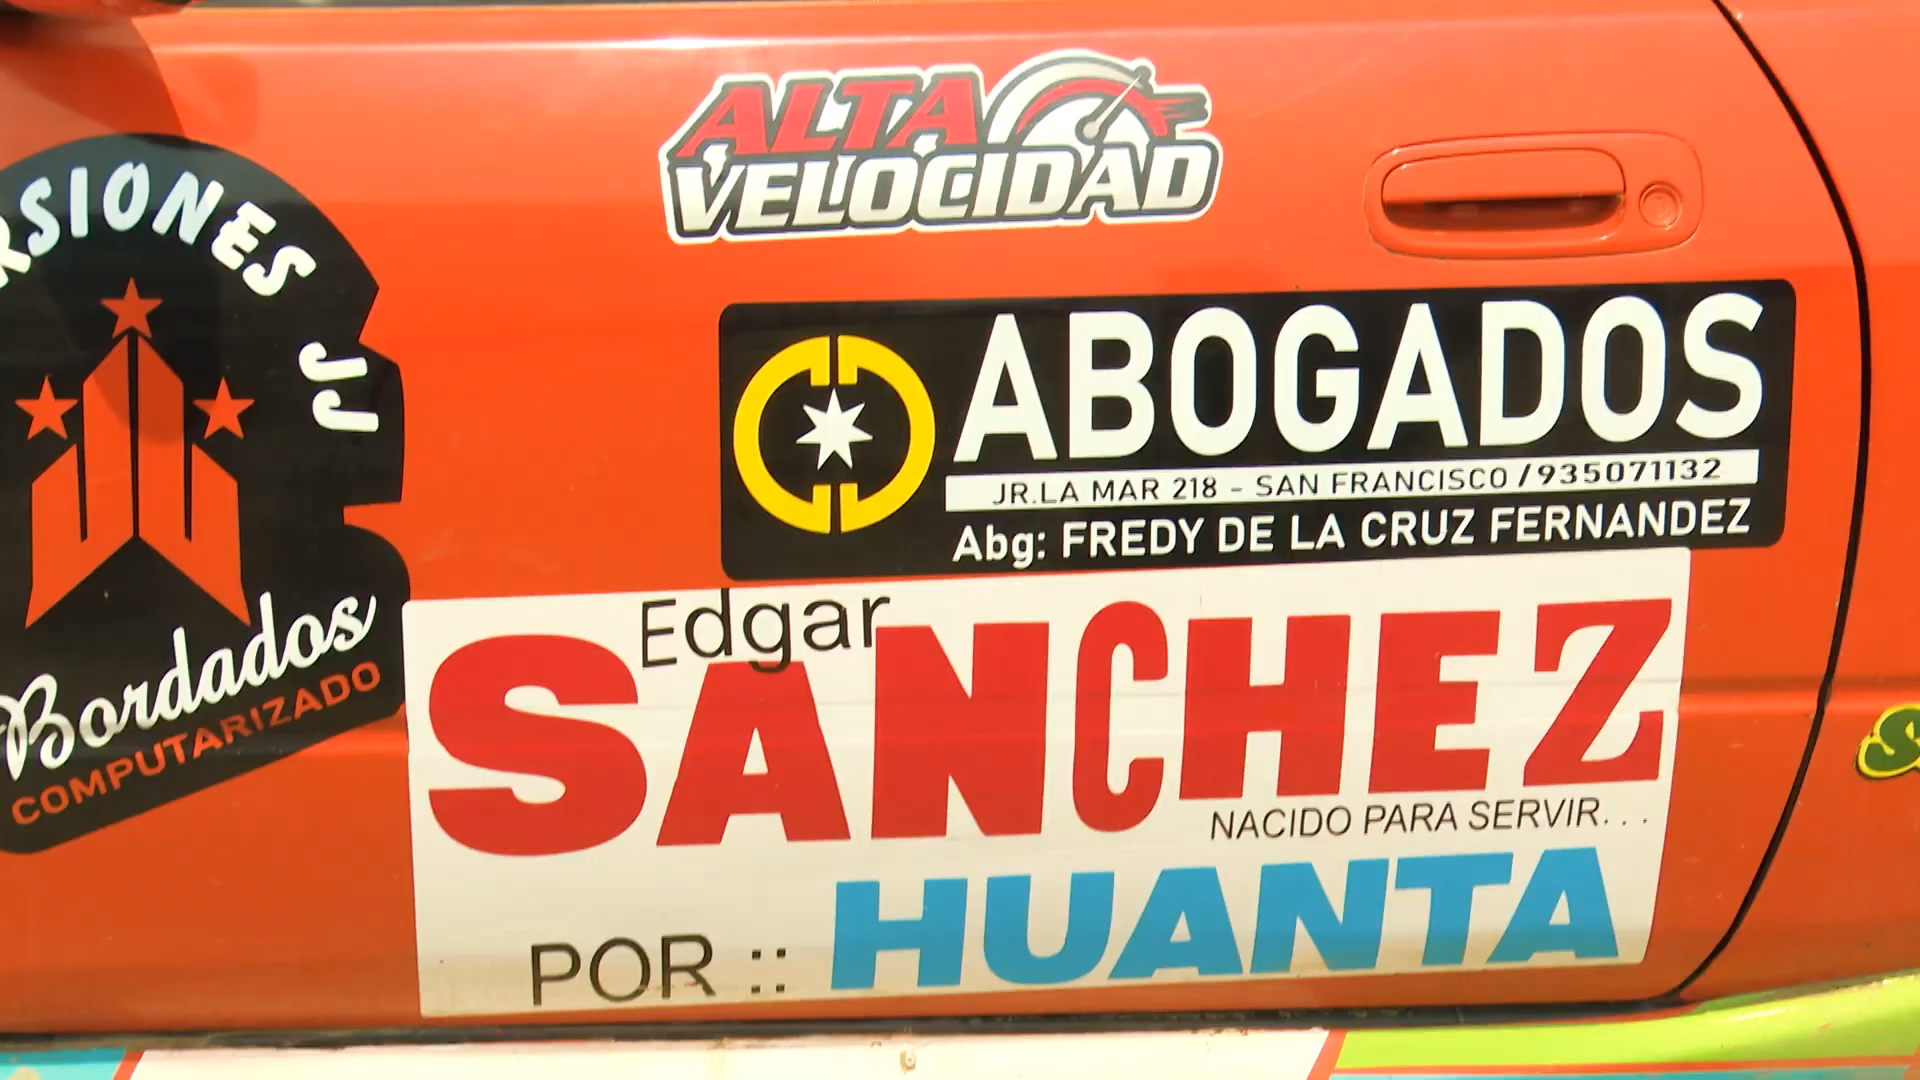 ALTA
VELOCIDAD
RSIONES JJ
Bordados
COMPUTARIZADO
ABOGADOS
JR.LA MAR 218 - SAN FRANCISCO /935071132
Abg: FREDY DE LA CRUZ FERNANDEZ
Edgar
SANCHEZ
NACIDO PARA SERVIR...
POR :: HUANTA